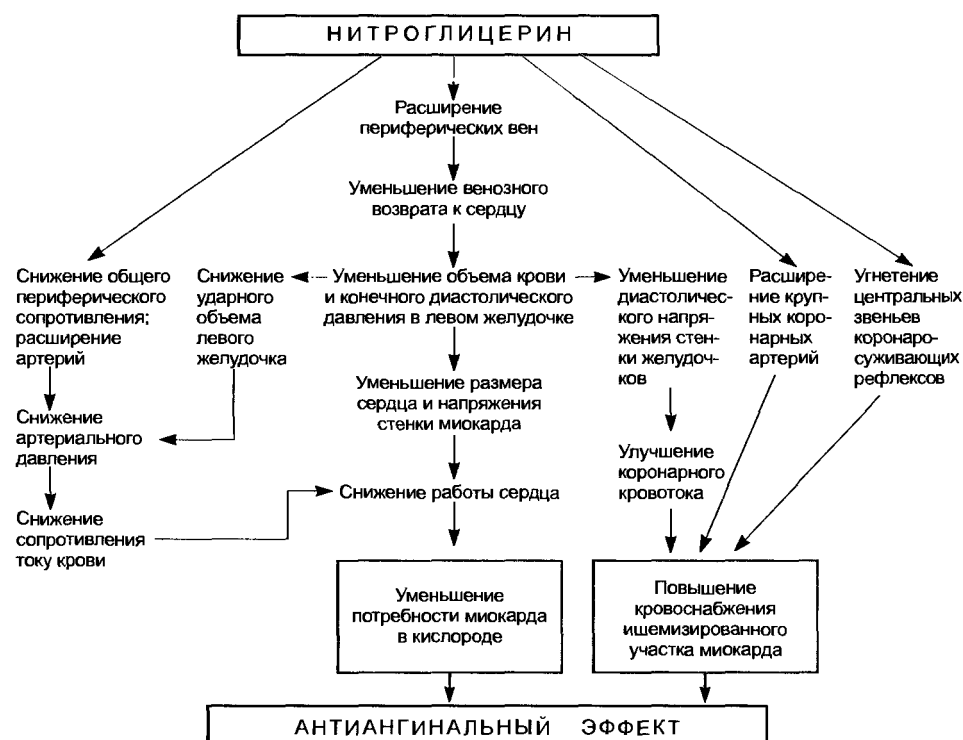 НИТРОГЛИЦЕРИН
Расширение
периферических вен
Уменьшение венозного
возврата к сердцу
Снижение общего
периферического
сопротивления;
расширение
артерий
Снижение
ударного
объема
левого
желудочка
Уменьшение объема крови
и конечного диастолического
давления в левом желудочке
Уменьшение
диастоличес-
кого напря-
жения стен-
ки желудоч-
ков
Расшире-
ние круп-
ных коро-
нарных
артерий
Угнетение
центральных
звеньев
коронаро-
суживающих
рефлексов
Уменьшение размера
сердца и напряжения
стенки миокарда
Снижение
артериального
давления
Улучшение
коронарного
кровотока
Снижение работы сердца
Снижение
сопротивления
току крови
Уменьшение
потребности миокарда
в кислороде
Повышение
кровоснабжения
ишемизированного
участка миокарда
АНТИАНГИНАЛЬНЫЙ ЭФФЕКТ